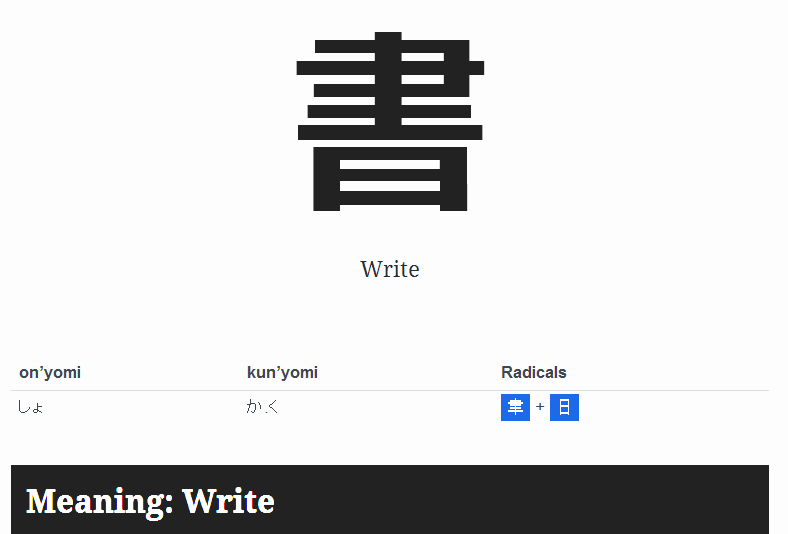 書
Write
on’yomi kun’yomi Radicals
しょ か.く 聿 + 日
Meaning: Write